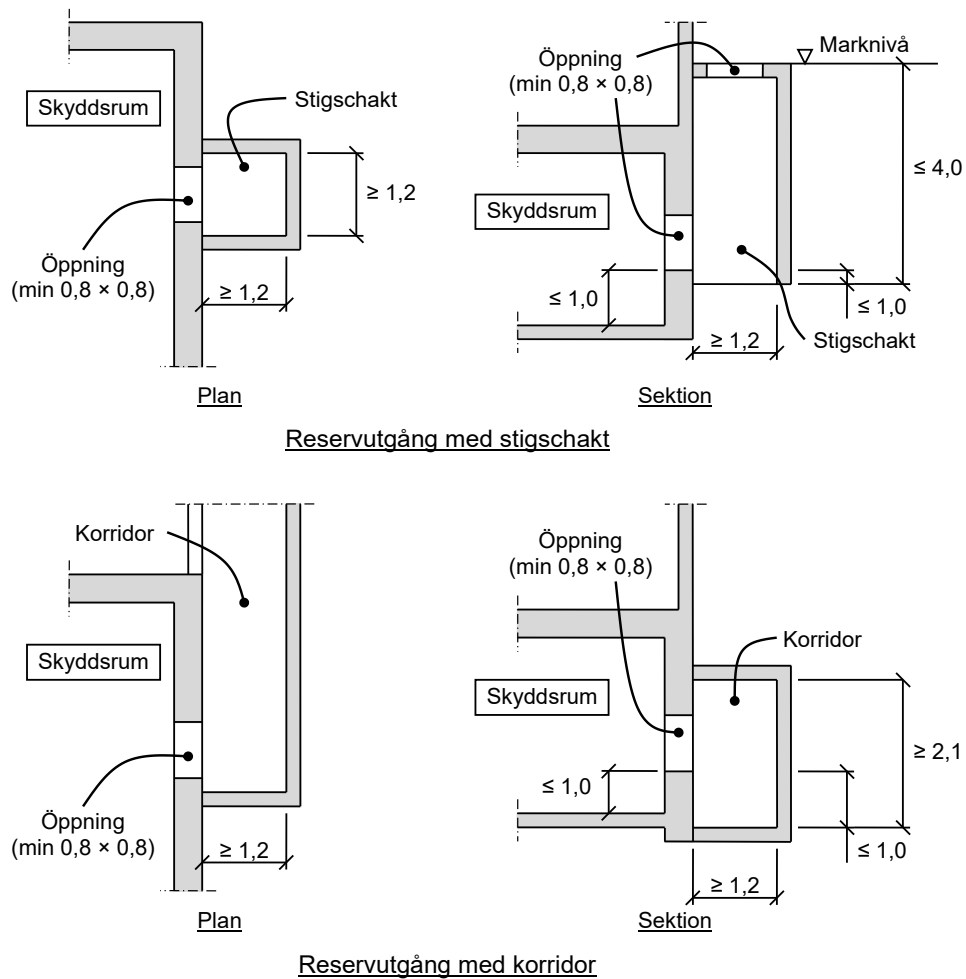 Skyddsrum
Stigschakt
≥ 1,2
Öppning
(min 0,8 × 0,8)
≥ 1,2
Plan
Öppning
(min 0,8 × 0,8)
Marknivå
≤ 4,0
Skyddsrum
≤ 1,0
≤ 1,0
≥ 1,2
Stigschakt
Sektion
Reservutgång med stigschakt
Korridor
Skyddsrum
Öppning
(min 0,8 × 0,8)
≥ 1,2
Plan
Öppning
(min 0,8 × 0,8)
Korridor
Skyddsrum
≥ 2,1
≤ 1,0
≤ 1,0
≥ 1,2
Sektion
Reservutgång med korridor